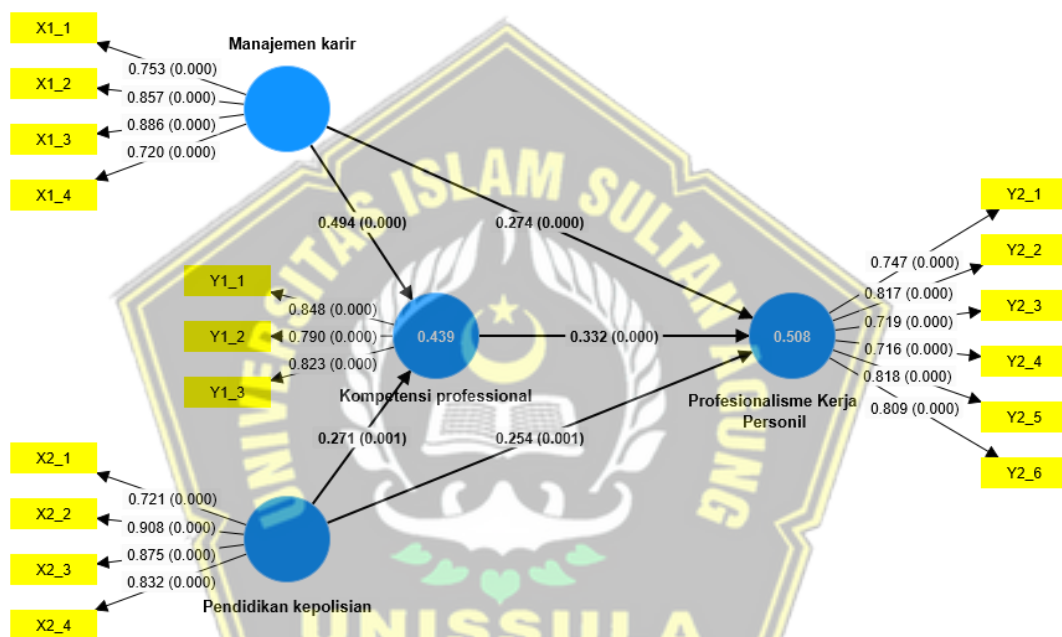 X1_1
X1_2
X1_3
X1_4
Manajemen karir
0.753 (0.000)
0.857 (0.000)
0.886 (0.000)
0.720 (0.000)
UNIVERSITAS ISLAM SULTAN AGUNG
0.494 (0.000)
0.274 (0.000)
Y1_1
Y1_2
Y1_3
0.848 (0.000)
0.790 (0.000)
0.823 (0.000)
0.439
Kompetensi professional
0.332 (0.000)
0.508
Profesionalisme Kerja
Personil
0.747 (0.000)
0.817 (0.000)
0.719 (0.000)
0.716 (0.000)
0.818 (0.000)
0.809 (0.000)
Y2_1
Y2_2
Y2_3
Y2_4
Y2_5
Y2_6
0.271 (0.001)
0.254 (0.001)
X2_1
X2_2
X2_3
X2_4
0.721 (0.000)
0.908 (0.000)
0.875 (0.000)
0.832 (0.000)
Pendidikan kepolisian
UNISSULA